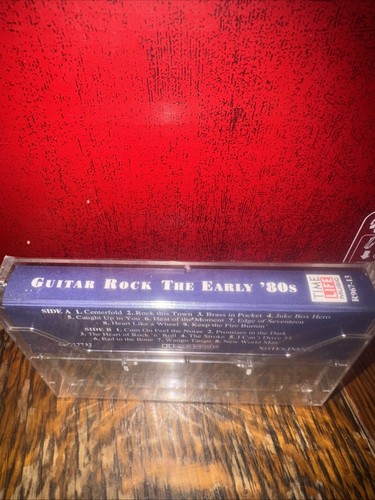 GUITAR ROCK THE EARLY '80s
TIME
LIFE
R967-13
SIDE A 1. Centerfold 2. Rock this Town 3. Brass in Pocket 4. Juke Box Hero
5. Caught Up in You 6. Heat of the Moment 7. Edge of Seventeen
8. Heart Like a Wheel 9. Keep the Fire Burnin'
SIDE B 1. Cum On Feel the Noize 2. Promises in the Dark
3. The Heart of Rock 'n' Roll 4. The Stroke 5. I Can't Drive 55
6. Bad to the Bone 7. Wango Tango 8. New World Man